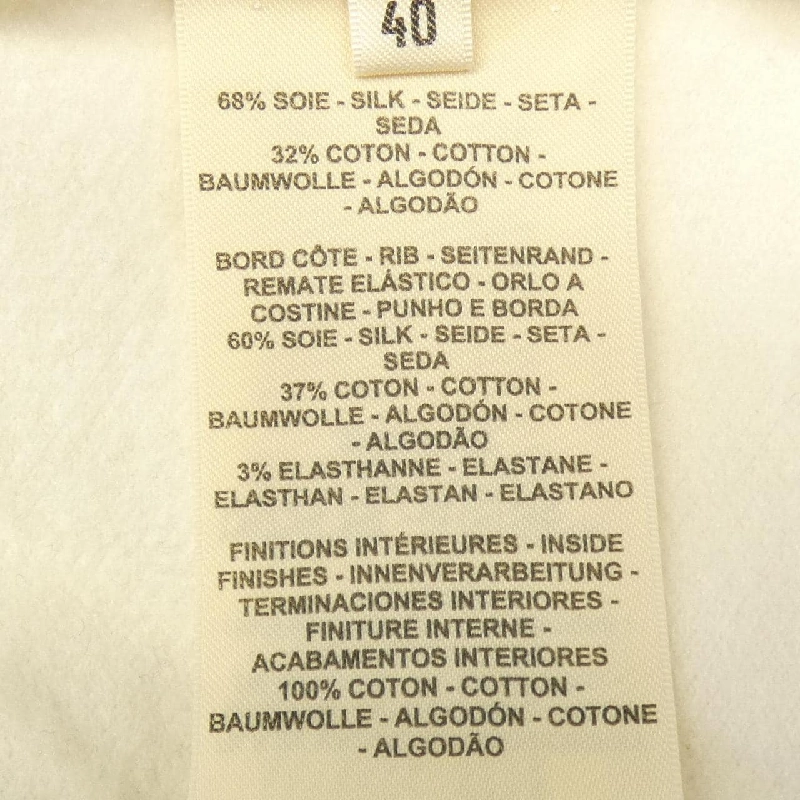 40
68% SOIE - SILK - SEIDE - SETA -
SEDA
32% COTON - COTTON -
BAUMWOLLE - ALGODÓN - COTONE
- ALGODÃO
BORD CÔTE - RIB - SEITENRAND -
REMATE ELÁSTICO - ORLO A
COSTINE - PUNHO E BORDA
60% SOIE - SILK - SEIDE - SETA -
SEDA
37% COTON - COTTON -
BAUMWOLLE - ALGODÓN - COTONE
- ALGODÃO
3% ELASTHANNE - ELASTANE -
ELASTHAN - ELASTAN - ELASTANO
FINITIONS INTÉRIEURES - INSIDE
FINISHES - INNENVERARBEITUNG -
TERMINACIONES INTERIORES -
FINITURE INTERNE -
ACABAMENTOS INTERIORES
100% COTON - COTTON -
BAUMWOLLE - ALGODÓN - COTONE
- ALGODÃO